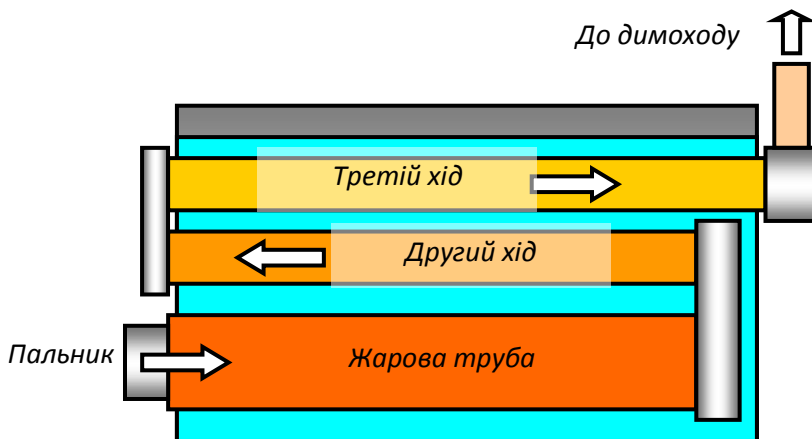 До димоходу
Третій хід
Другий хід
Пальник
Жарова труба